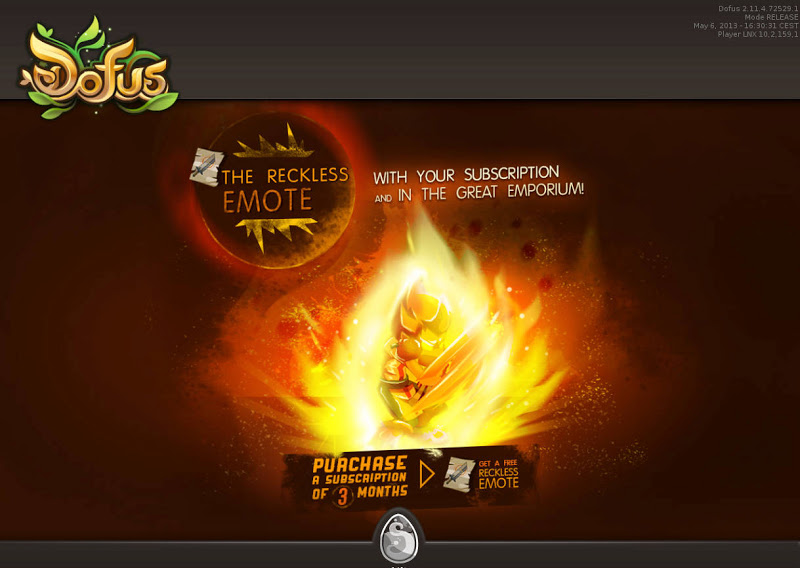 Dofus 2.11.4.72529.1
Mode RELEASE
May 6, 2013 - 16:30:31 CEST
Player LNX 10,2,159,1
Dofus
THE RECKLESS
EMOTE
WITH YOUR SUBSCRIPTION
AND IN THE GREAT EMPORIUM!
PURCHASE
A SUBSCRIPTION
OF 3 MONTHS
GET A FREE
RECKLESS
EMOTE